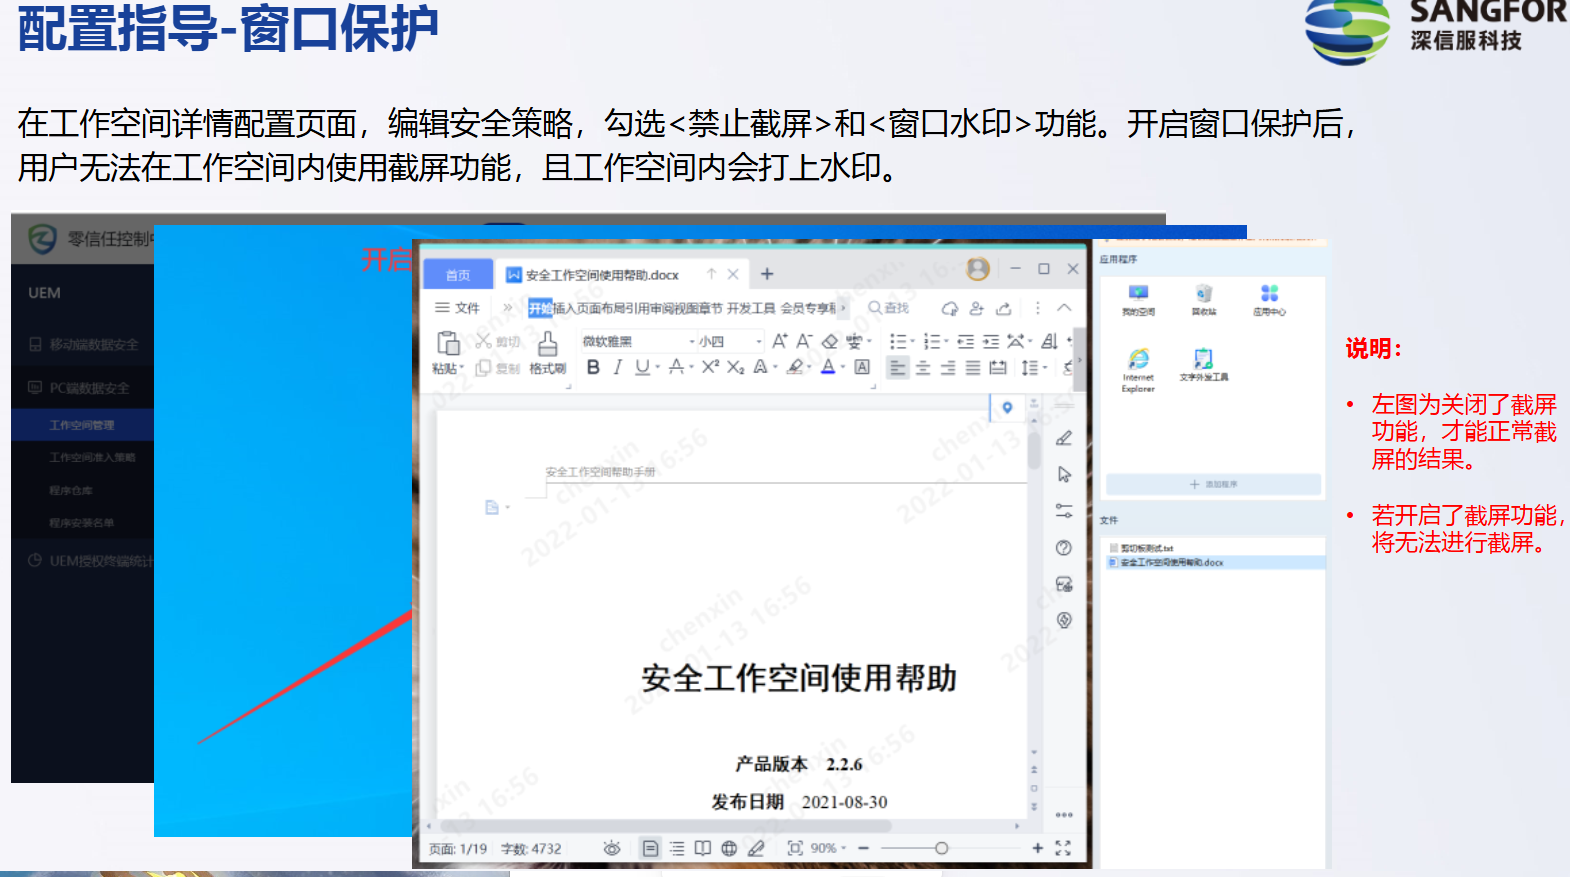 配置指导-窗口保护
SANGFOR
深信服科技
在工作空间详情配置页面，编辑安全策略，勾选<禁止截屏>和<窗口水印>功能。开启窗口保护后，
用户无法在工作空间内使用截屏功能，且工作空间内会打上水印。
零信任控制中
UEM
移动端数据安全
PC端数据安全
工作空间管理
工作空间准入策略
程序仓库
程序安装名单
UEM授权终端统计
开启
首页
安全工作空间使用帮助.docx
文件
开始 插入 页面布局 引用 审阅 视图 章节 开发工具 会员专享
查找
粘贴
剪切
复制
格式刷
微软雅黑
小四
安全工作空间帮助手册
chenxin
2022-01-13 16:56
安全工作空间使用帮助
产品版本 2.2.6
发布日期 2021-08-30
页面: 1/19 字数: 4732
90%
应用程序
我的空间
回收站
应用中心
Internet
Explorer
文字外发工具
添加程序
文件
剪切板测试.txt
安全工作空间使用帮助.docx
说明：
• 左图为关闭了截屏
功能，才能正常截
屏的结果。
• 若开启了截屏功能，
将无法进行截屏。